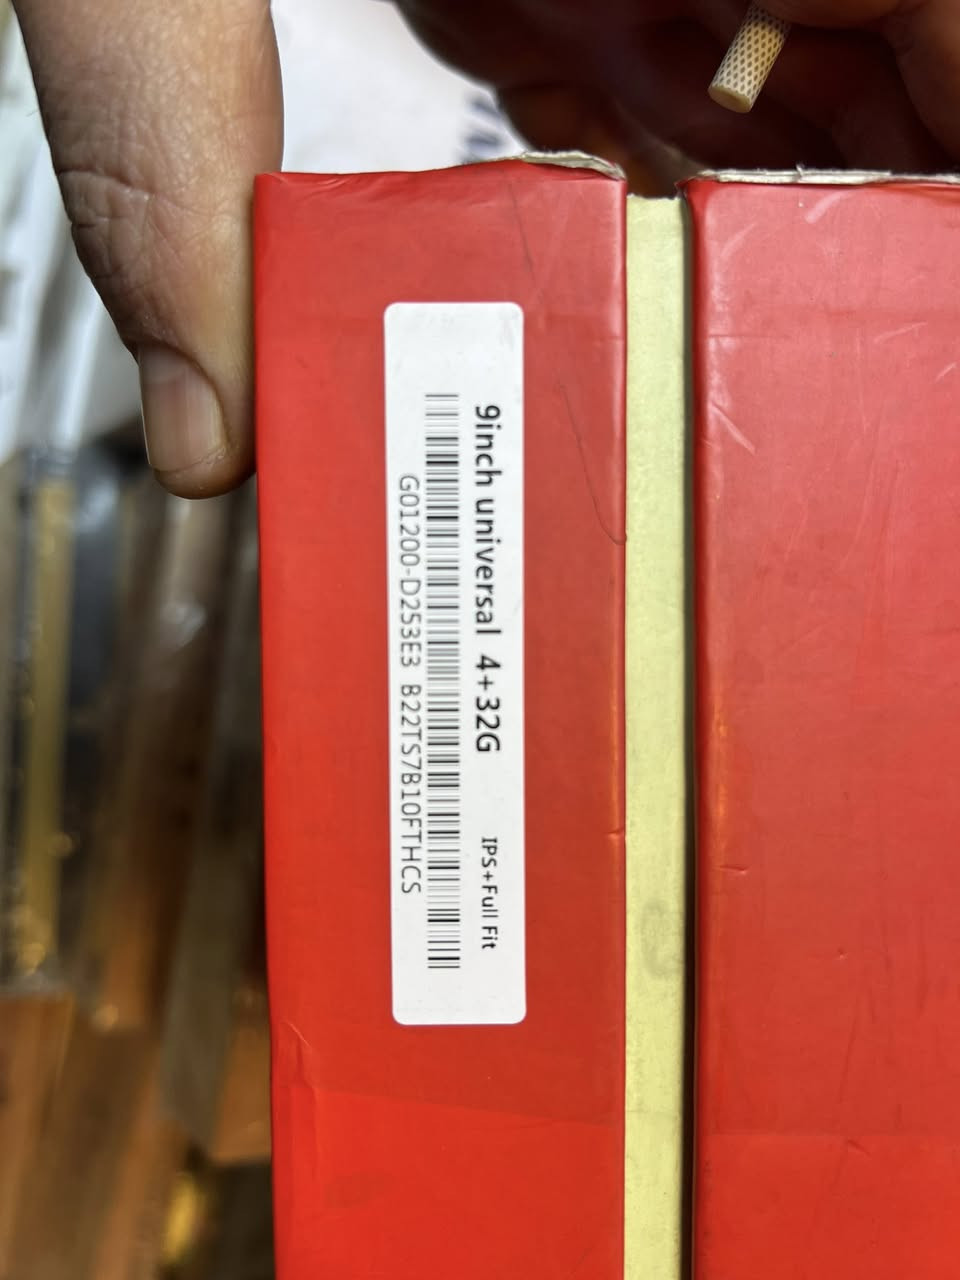 9inch universal 4+32G IPS+Full Fit
G01200-D253E3 B22TS7B10FTHCS